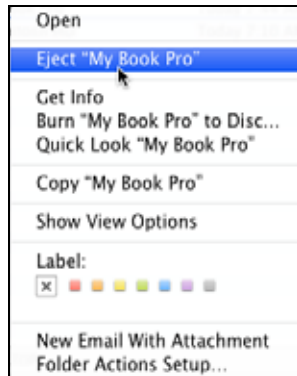 Open
Eject “My Book Pro”
Get Info
Burn “My Book Pro” to Disc...
Quick Look “My Book Pro”
Copy “My Book Pro”
Show View Options
Label:
New Email With Attachment
Folder Actions Setup...